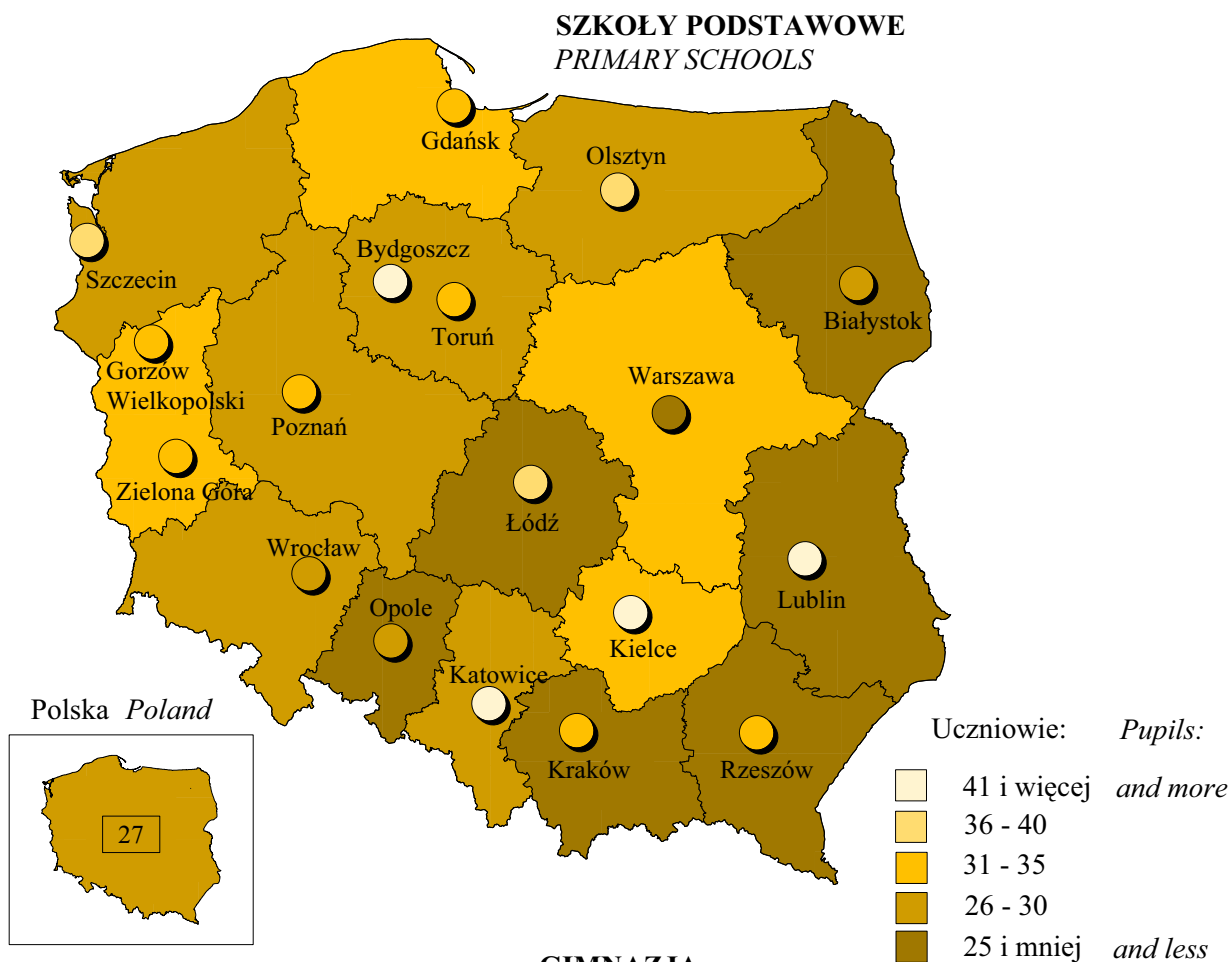 SZKOŁY PODSTAWOWE
PRIMARY SCHOOLS
Gdańsk
Olsztyn
Bydgoszcz
Szczecin
Toruń
Białystok
Gorzów
Wielkopolski
Warszawa
Poznań
Zielona Góra
Łódź
Wrocław
Opole
Lublin
Kielce
Katowice
Kraków
Rzeszów
Polska Poland
27
Uczniowie: Pupils:
41 i więcej and more
36 - 40
31 - 35
26 - 30
25 i mniej and less
GIMNAZJA